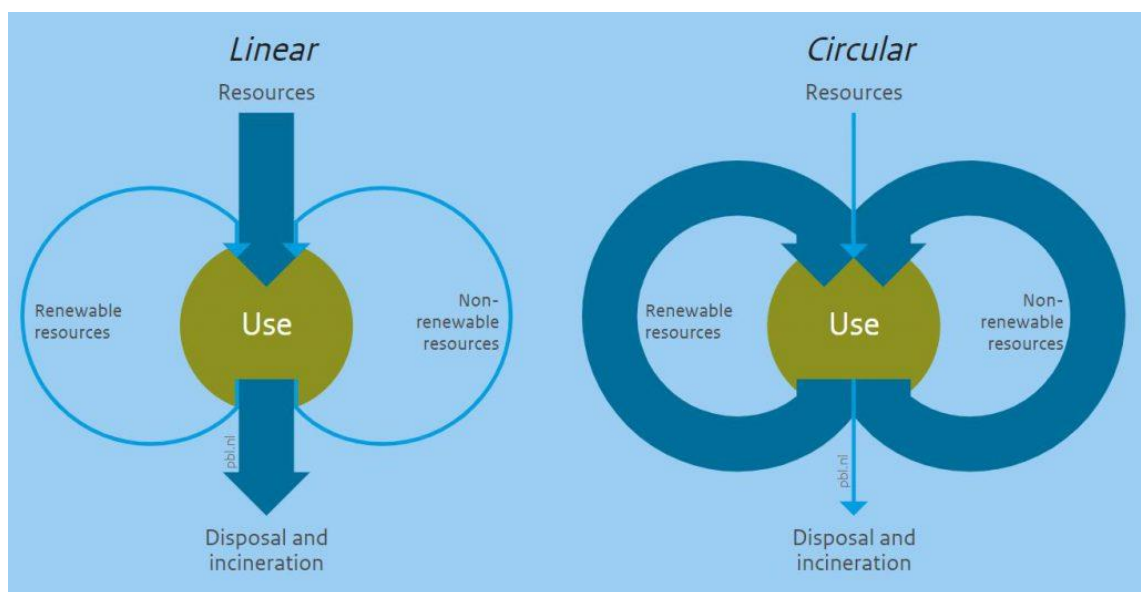 Linear
Resources
Renewable
resources
Use
Non-
renewable
resources
pbl.nl
Disposal and
incineration
Circular
Resources
Renewable
resources
Use
Non-
renewable
resources
pbl.nl
Disposal and
incineration